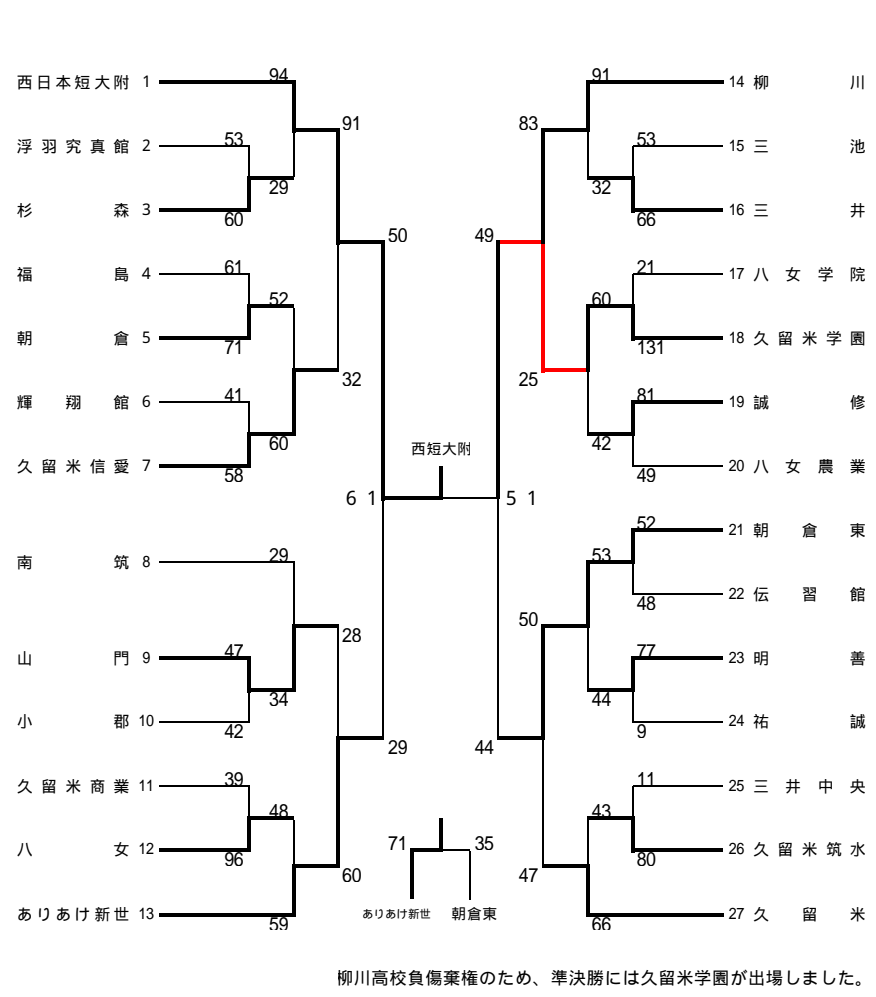 94
西日本短大附 1
91
浮羽究真館 2
53
29
杉森 3
60
50
福島 4
61
52
朝倉 5
71
32
輝翔館 6
41
60
久留米信愛 7
58
西短大附
6 1
南筑 8
29
28
山門 9
47
34
小郡 10
42
29
久留米商業 11
39
48
八女 12
96
60
ありあけ新世 13
59
91
14 柳川
83
53
15 三池
32
16 三井
66
49
21
17 八女学院
60
18 久留米学園
131
25
81
19 誠修
42
20 八女農業
49
5 1
52
21 朝倉東
53
22 伝習館
48
50
77
23 明善
44
24 祐誠
9
44
11
25 三井中央
43
26 久留米筑水
80
47
27 久留米
66
71 35
ありあけ新世 朝倉東
柳川高校負傷棄権のため、準決勝には久留米学園が出場しました。